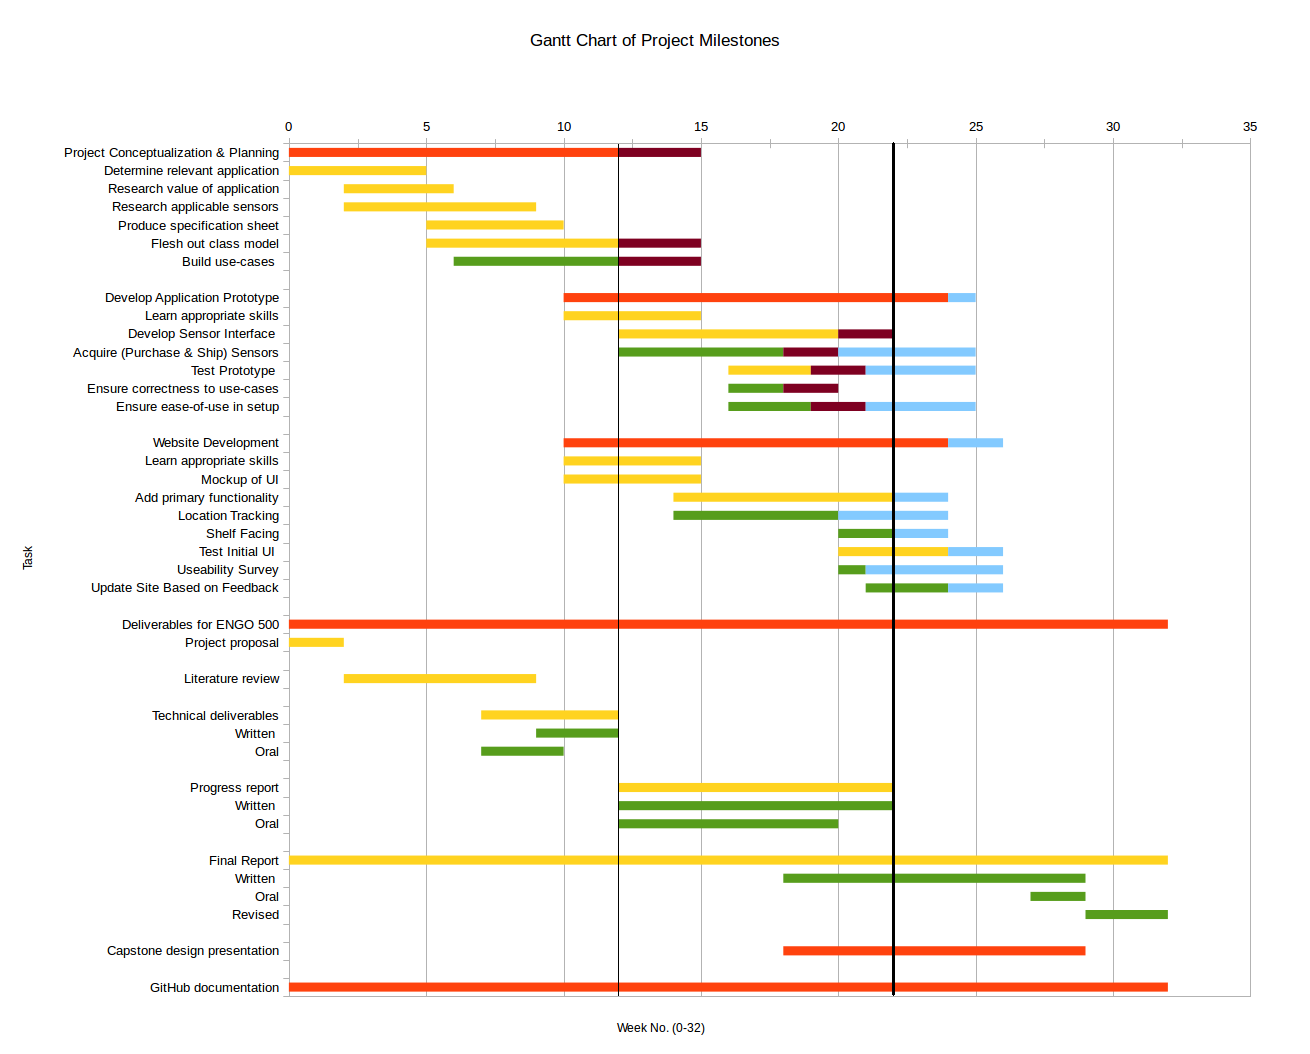 Gantt Chart of Project Milestones
0 5 10 15 20 25 30 35
Project Conceptualization & Planning
Determine relevant application
Research value of application
Research applicable sensors
Produce specification sheet
Flesh out class model
Build use-cases
Develop Application Prototype
Learn appropriate skills
Develop Sensor Interface
Acquire (Purchase & Ship) Sensors
Test Prototype
Ensure correctness to use-cases
Ensure ease-of-use in setup
Website Development
Learn appropriate skills
Mockup of UI
Add primary functionality
Location Tracking
Shelf Facing
Test Initial UI
Useability Survey
Update Site Based on Feedback
Deliverables for ENGO 500
Project proposal
Literature review
Technical deliverables
Written
Oral
Progress report
Written
Oral
Final Report
Written
Oral
Revised
Capstone design presentation
GitHub documentation
Task
Week No. (0-32)